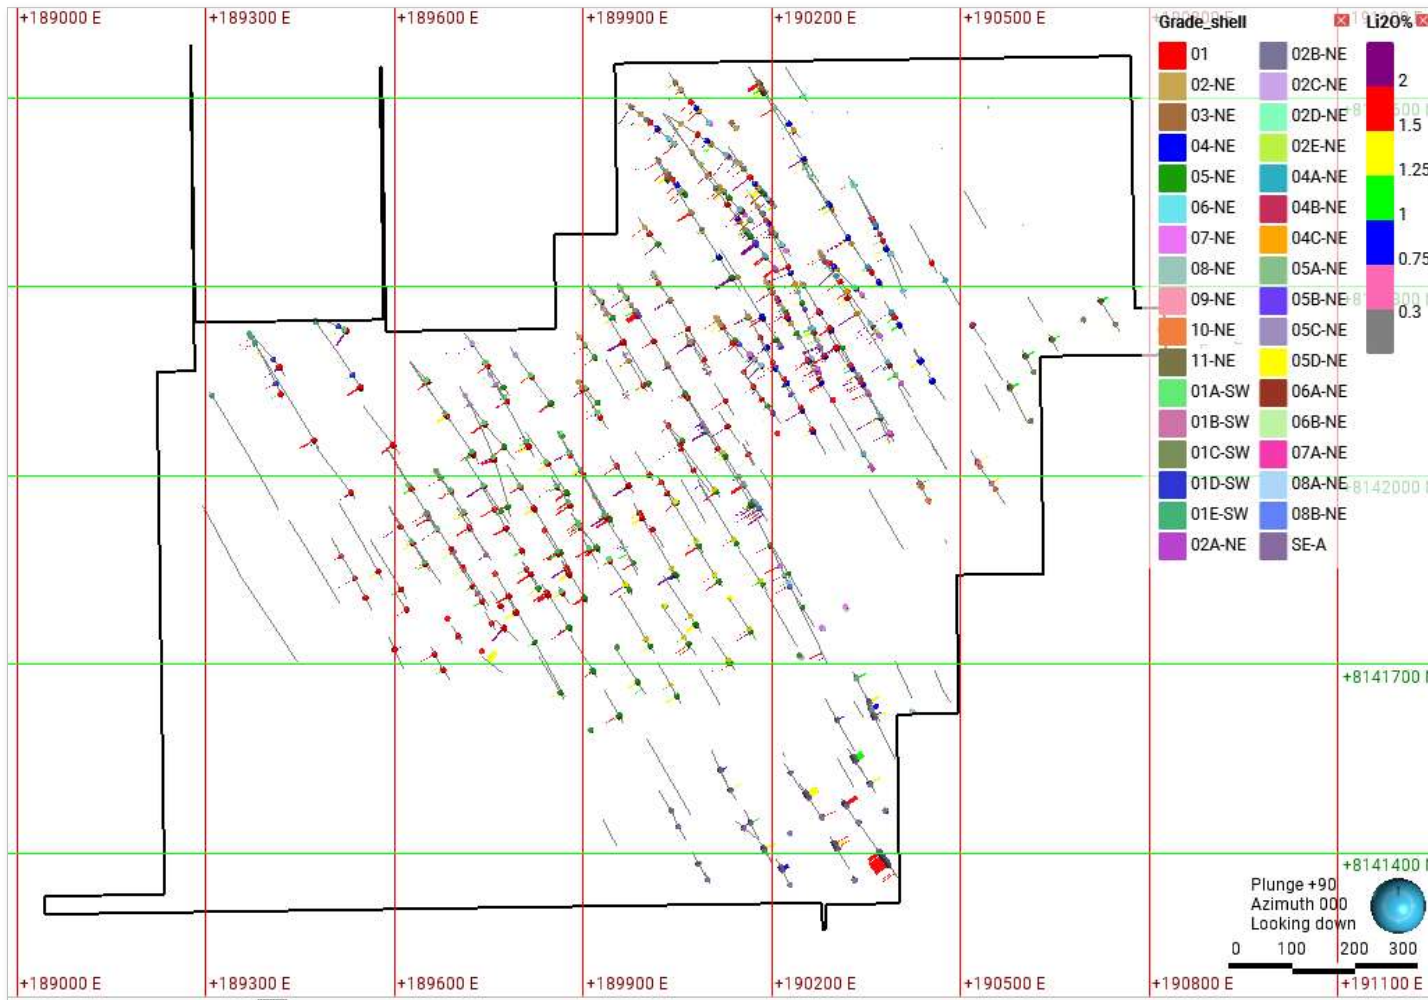 +189000 E +189300 E +189600 E +189900 E +190200 E +190500 E
Grade_shell Li2O%
01 02B-NE
02-NE 02C-NE 2
03-NE 02D-NE
04-NE 02E-NE 1.5
05-NE 04A-NE 1.25
06-NE 04B-NE 1
07-NE 04C-NE
08-NE 05A-NE 0.75
09-NE 05B-NE 0.3
10-NE 05C-NE
11-NE 05D-NE
01A-SW 06A-NE
01B-SW 06B-NE
01C-SW 07A-NE
01D-SW 08A-NE
01E-SW 08B-NE
02A-NE SE-A
+8142000 N
+8141700 N
+8141400 N
Plunge +90
Azimuth 000
Looking down
0 100 200 300
+189000 E +189300 E +189600 E +189900 E +190200 E +190500 E +190800 E +191100 E